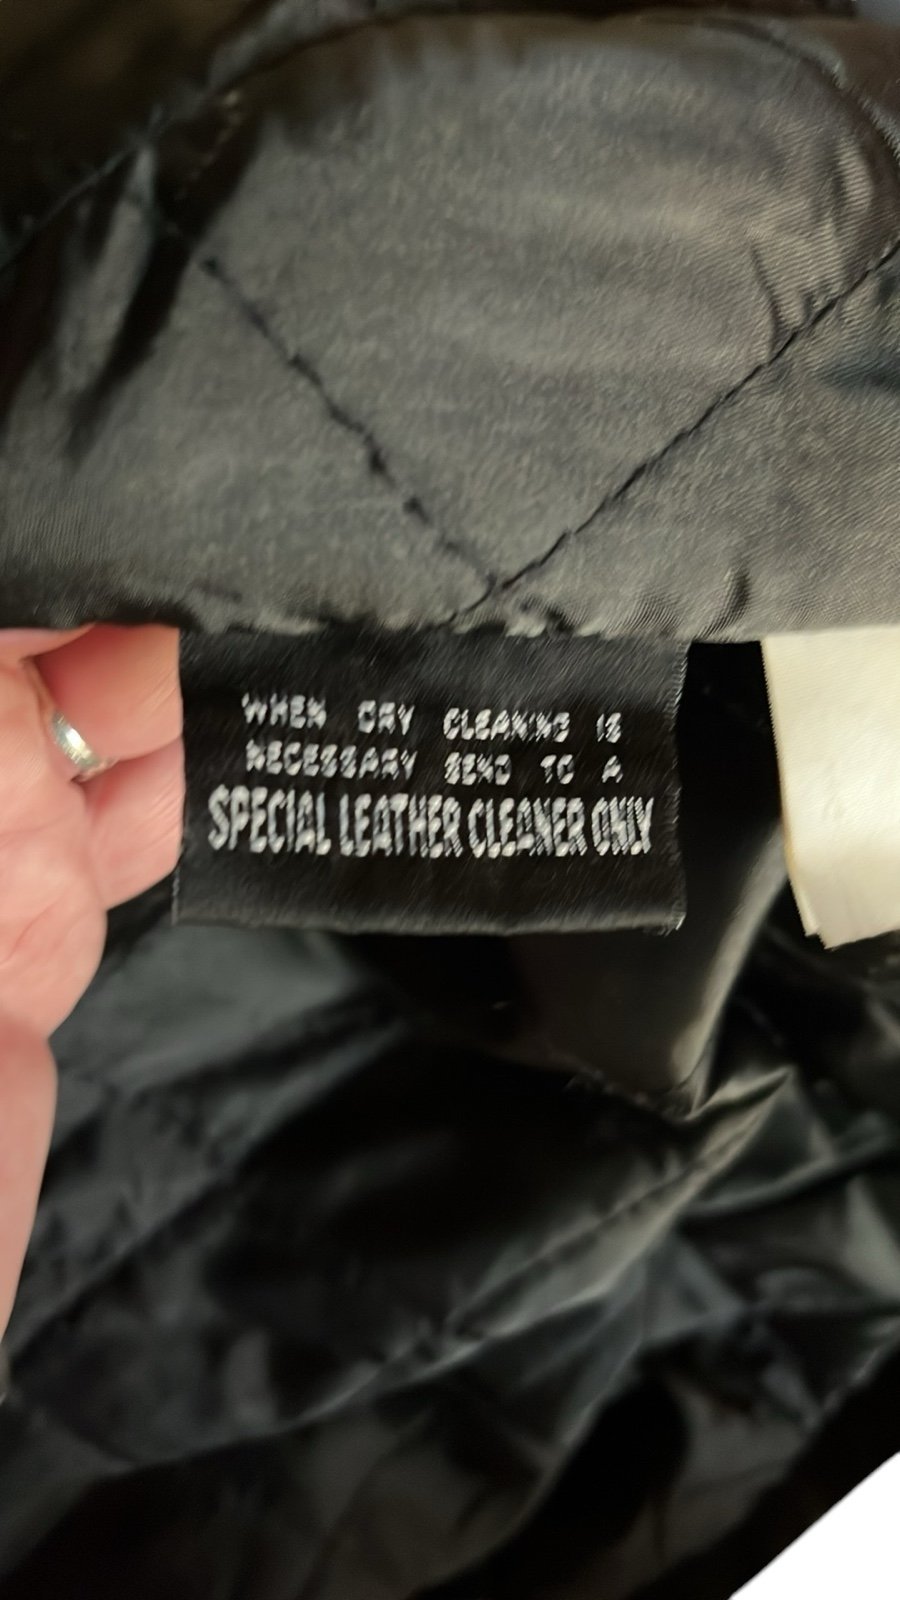 WHEN DRY CLEANING IS
NECESSARY SEND TO A
SPECIAL LEATHER CLEANER ONLY